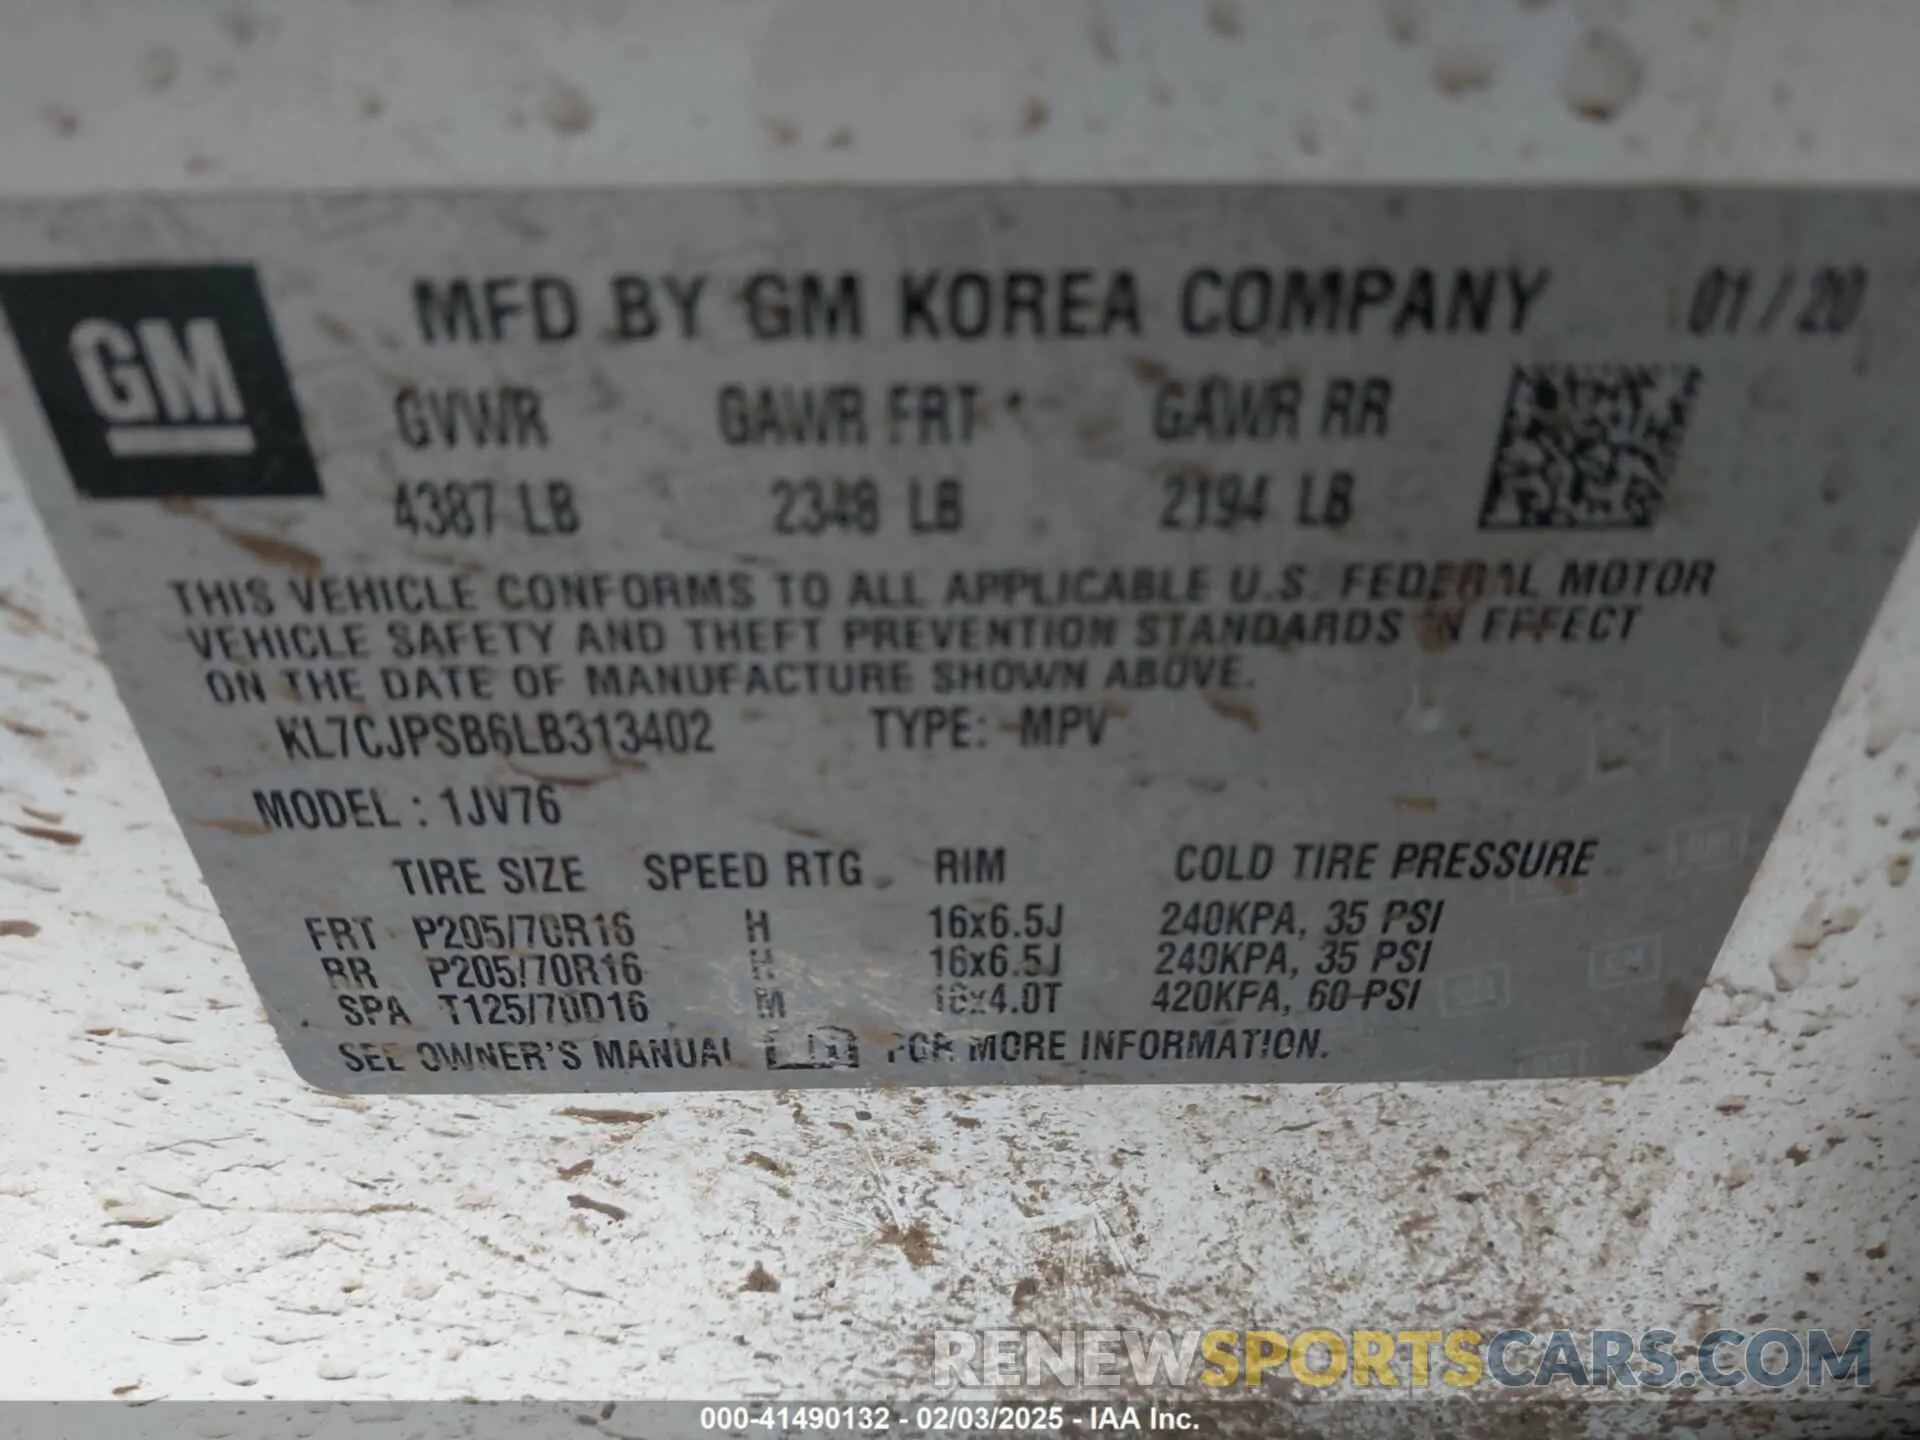 GM
MFD BY GM KOREA COMPANY 01/20
GVWR GAWR FRT GAWR RR
4387 LB 2348 LB 2194 LB
THIS VEHICLE CONFORMS TO ALL APPLICABLE U.S. FEDERAL MOTOR
VEHICLE SAFETY AND THEFT PREVENTION STANDARDS IN EFFECT
ON THE DATE OF MANUFACTURE SHOWN ABOVE.
KL7CJPSB6LB313402 TYPE: MPV
MODEL : 1JV76
TIRE SIZE SPEED RTG RIM COLD TIRE PRESSURE
FRT P205/70R16 H 16x6.5J 240KPA, 35 PSI
RR P205/70R16 H 16x6.5J 240KPA, 35 PSI
SPA T125/70D16 M 16x4.0T 420KPA, 60 PSI
SEE OWNER'S MANUAL FOR MORE INFORMATION.
RENEWSPORTSCARS.COM
000-41490132 - 02/03/2025 - IAA Inc.